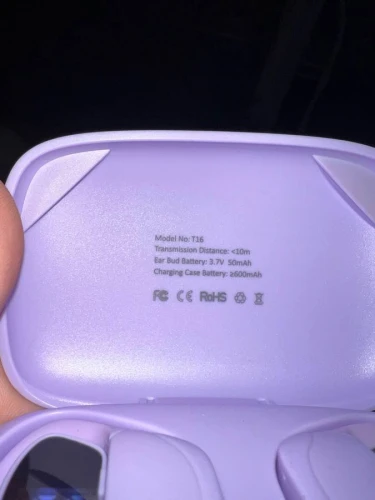 Model No: T16
Transmission Distance: <10m
Ear Bud Battery: 3.7V 50mAh
Charging Case Battery: ≥600mAh
FC CE RoHS